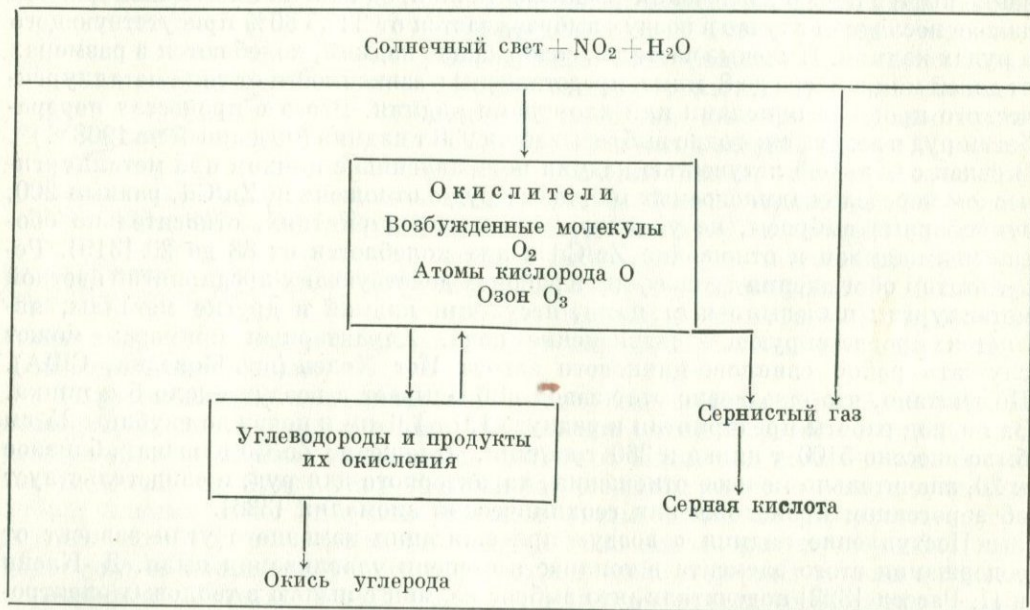 Солнечный свет + NO₂ + H₂O
Окислители
Возбужденные молекулы
O₂
Атомы кислорода O
Озон O₃
Сернистый газ
Углеводороды и продукты
их окисления
Серная кислота
Окись углерода